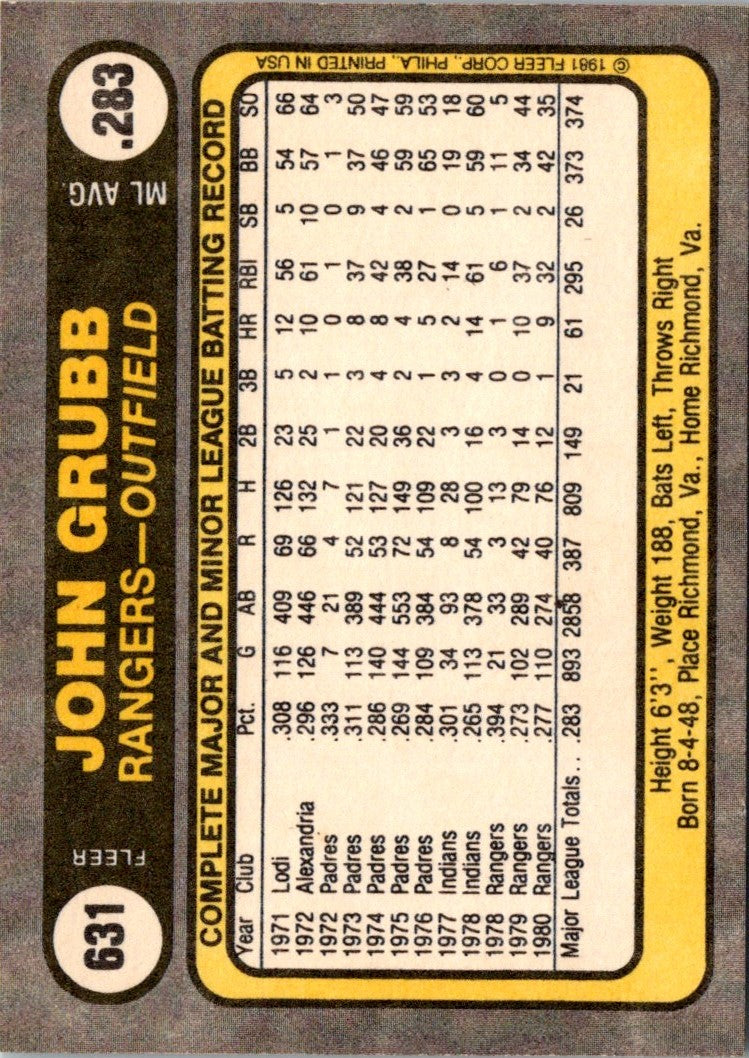 631 FLEER ML AVG. .283
JOHN GRUBB
RANGERS—OUTFIELD
COMPLETE MAJOR AND MINOR LEAGUE BATTING RECORD
Year Club Pct. G AB R H 2B 3B HR RBI SB BB SO
1971 Lodi .308 116 409 69 126 23 5 12 56 5 54 66
1972 Alexandria .296 126 446 66 132 25 2 10 61 10 57 64
1972 Padres .333 7 21 4 7 1 1 0 1 0 1 3
1973 Padres .311 113 389 52 121 22 3 8 37 9 37 50
1974 Padres .286 140 444 53 127 20 4 8 42 4 46 47
1975 Padres .269 144 553 72 149 36 2 4 38 2 59 59
1976 Padres .284 109 384 54 109 22 1 5 27 1 65 53
1977 Indians .301 34 93 8 28 3 3 2 14 0 19 18
1978 Indians .265 113 378 54 100 16 4 14 61 5 59 60
1978 Rangers .394 21 33 3 13 3 0 1 6 1 11 5
1979 Rangers .273 102 289 42 79 14 0 10 37 2 34 44
1980 Rangers .277 110 274 40 76 12 1 9 32 2 42 35
Major League Totals.. .283 893 2858 387 809 149 21 61 295 26 373 374
Height 6'3'', Weight 188, Bats Left, Throws Right
Born 8-4-48, Place Richmond, Va., Home Richmond, Va.
© 1981 FLEER CORP., PHILA., PRINTED IN USA